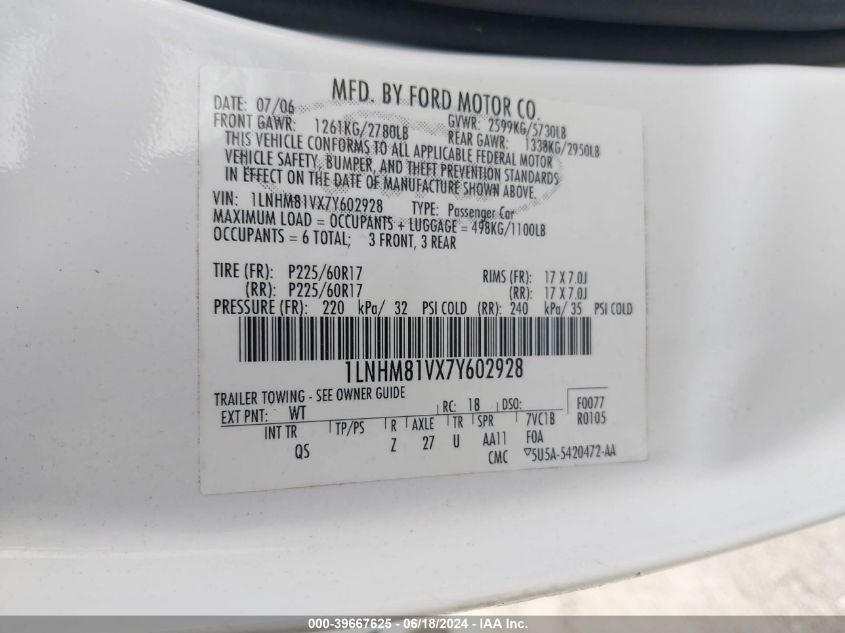 MFD. BY FORD MOTOR CO.
DATE: 07/06 GVWR: 2599KG/5730LB
FRONT GAWR: 1261KG/2780LB REAR GAWR: 1338KG/2950LB
THIS VEHICLE CONFORMS TO ALL APPLICABLE FEDERAL MOTOR
VEHICLE SAFETY, BUMPER, AND THEFT PREVENTION STANDARDS
IN EFFECT ON THE DATE OF MANUFACTURE SHOWN ABOVE.
VIN: 1LNHM81VX7Y602928 TYPE: Passenger Car
MAXIMUM LOAD = OCCUPANTS + LUGGAGE = 498KG/1100LB
OCCUPANTS = 6 TOTAL; 3 FRONT, 3 REAR
TIRE (FR): P225/60R17 RIMS (FR): 17 X 7.0J
(RR): P225/60R17 (RR): 17 X 7.0J
PRESSURE (FR): 220 kPa/ 32 PSI COLD (RR): 240 kPa/ 35 PSI COLD
1LNHM81VX7Y602928
TRAILER TOWING - SEE OWNER GUIDE
EXT PNT: WT RC: 18 DSO: F0077
R0105
INT TR TP/PS R AXLE TR SPR 7VC1B
QS Z 27 U AA11 F0A
CMC ▽5U5A-5420472-AA
000-39667625 - 06/18/2024 - IAA Inc.